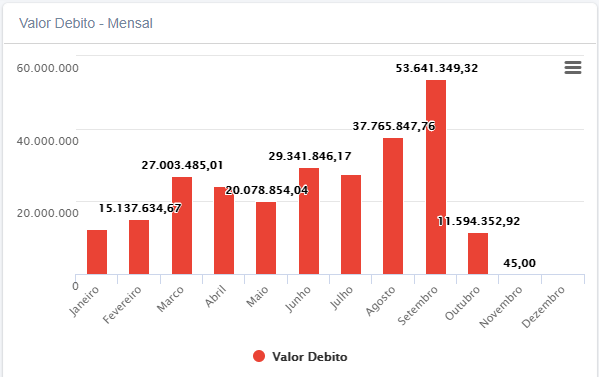 Valor Debito - Mensal
60.000.000
40.000.000
20.000.000
0
15.137.634,67
27.003.485,01
20.078.854,04
29.341.846,17
37.765.847,76
53.641.349,32
11.594.352,92
45,00
Janeiro
Fevereiro
Marco
Abril
Maio
Junho
Julho
Agosto
Setembro
Outubro
Novembro
Dezembro
Valor Debito